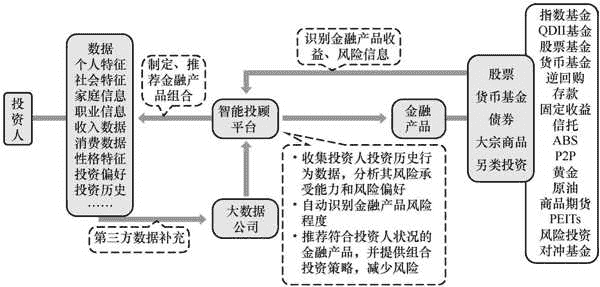 投
资
人
数据
个人特征
社会特征
家庭信息
职业信息
收入数据
消费数据
性格特征
投资偏好
投资历史
……
制定、推
荐金融产
品组合
第三方数据补充
智能投顾
平台
大数据
公司
识别金融产品收
益、风险信息
• 收集投资人投资历史行
为数据，分析其风险承
受能力和风险偏好
• 自动识别金融产品风险
程度
• 推荐符合投资人状况的
金融产品，并提供组合
投资策略，减少风险
金融
产品
股票
货币基金
债券
大宗商品
另类投资
指数基金
QDII基金
股票基金
货币基金
逆回购
存款
固定收益
信托
ABS
P2P
黄金
原油
商品期货
PEITs
风险投资
对冲基金